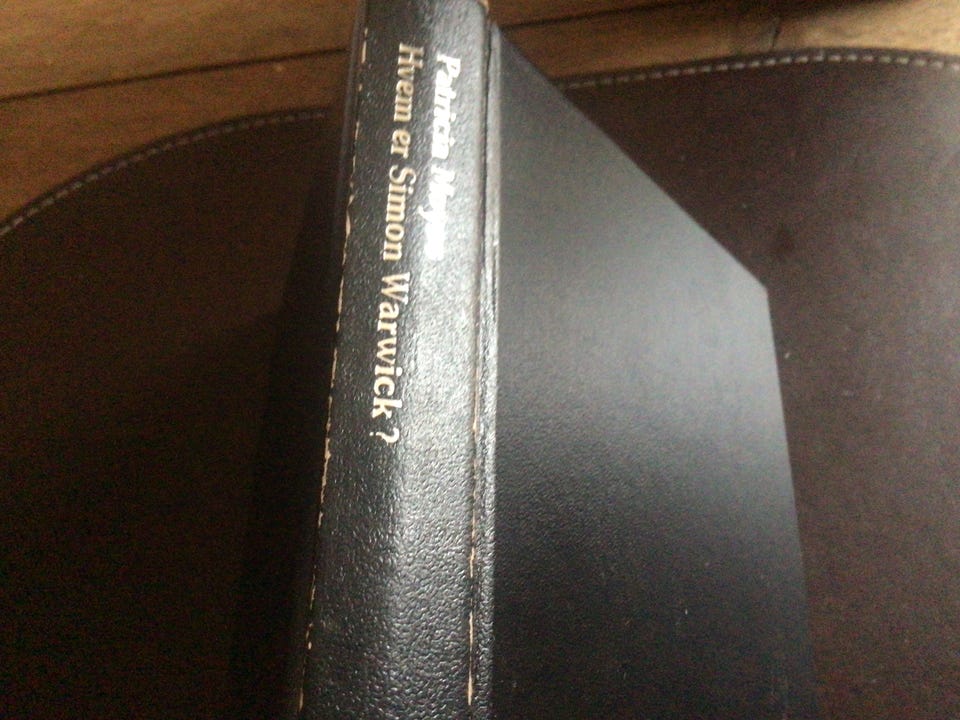 Patricia Moyes
Hvem er Simon Warwick?